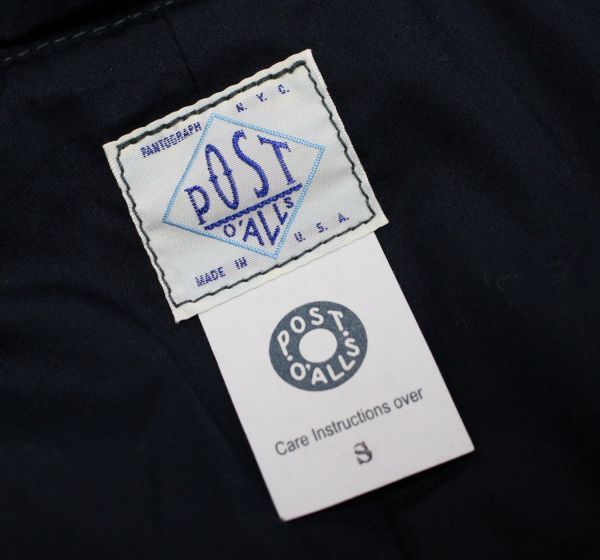 PANTOGRAPH N.Y.C.
POST
O'ALLS
MADE IN U.S.A.
POST
O'ALLS
Care Instructions over
S